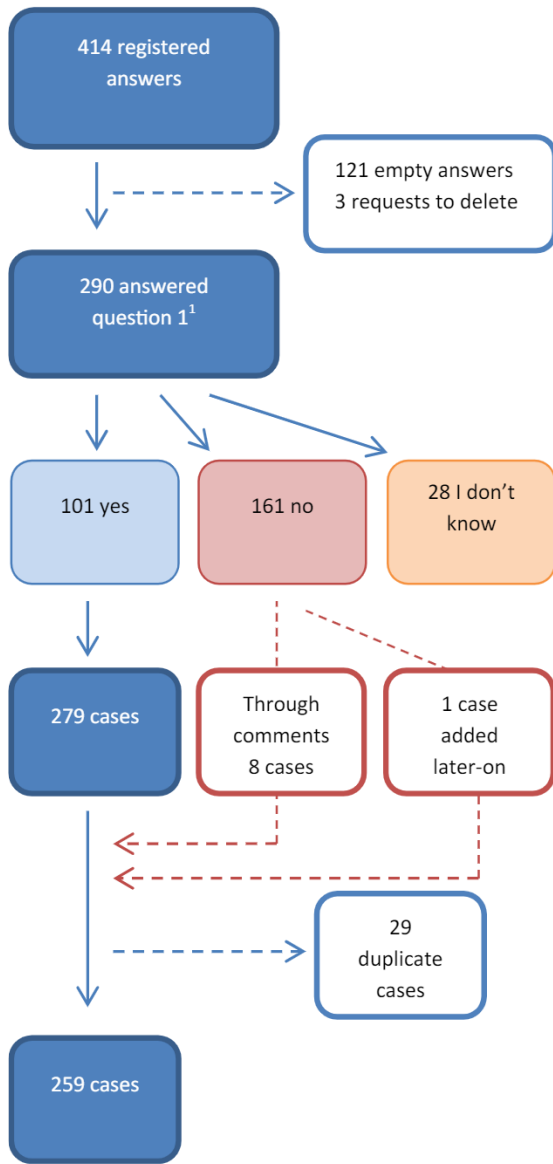 414 registered
answers
121 empty answers
3 requests to delete
290 answered
question 1¹
101 yes
161 no
28 I don’t
know
279 cases
Through
comments
8 cases
1 case
added
later-on
29
duplicate
cases
259 cases